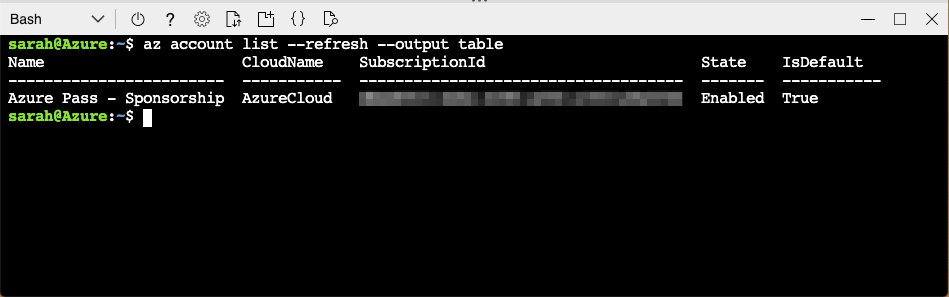 Bash
sarah@Azure:~$ az account list --refresh --output table
Name CloudName SubscriptionId State IsDefault
------------------------ ----------- ------------------------------------ ------- -----------
Azure Pass - Sponsorship AzureCloud Enabled True
sarah@Azure:~$